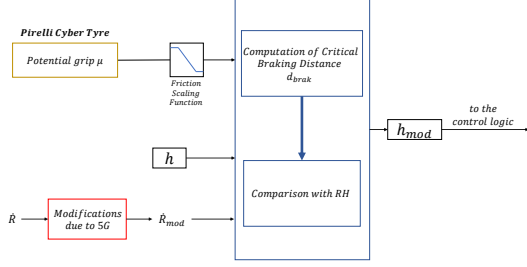 Pirelli Cyber Tyre
Potential grip μ
Friction
Scaling
Function
Computation of Critical
Braking Distance
d_brak
h
Comparison with RH
Ṙ
Modifications
due to 5G
Ṙ_mod
h_mod
to the
control logic